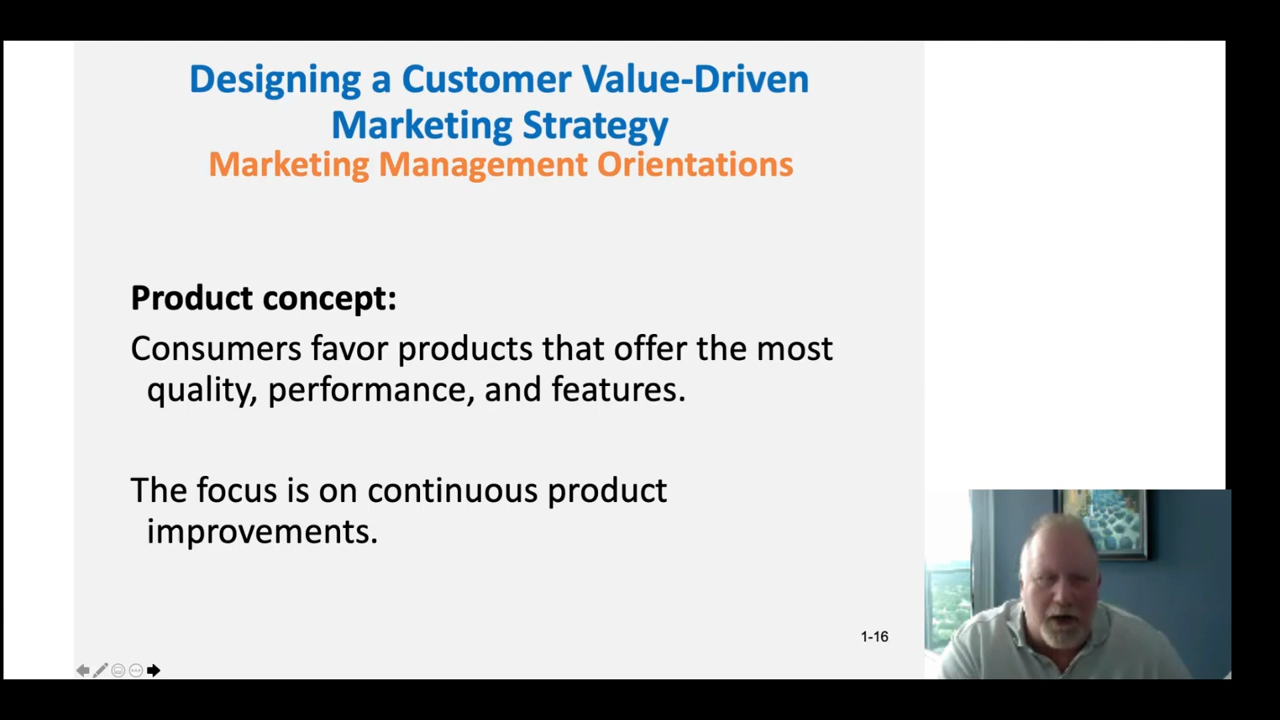 Designing a Customer Value-Driven
Marketing Strategy
Marketing Management Orientations
Product concept:
Consumers favor products that offer the most
quality, performance, and features.
The focus is on continuous product
improvements.
1-16